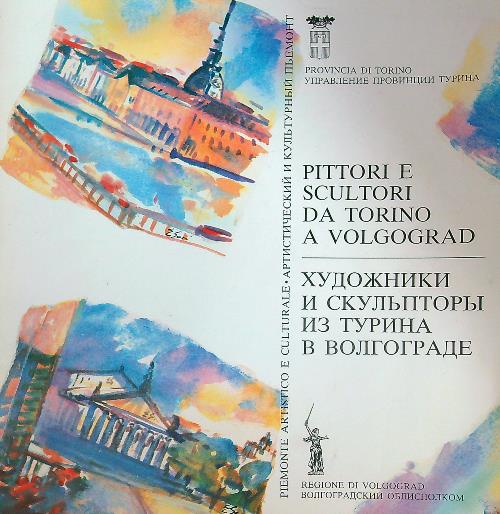 PROVINCIA DI TORINO
УПРАВЛЕНИЕ ПРОВИНЦИИ ТУРИНА
PITTORI E
SCULTORI
DA TORINO
A VOLGOGRAD
ХУДОЖНИКИ
И СКУЛЬПТОРЫ
ИЗ ТУРИНА
В ВОЛГОГРАДЕ
PIEMONTE ARTISTICO E CULTURALE • АРТИСТИЧЕСКИЙ И КУЛЬТУРНЫЙ ПЬЕМОНТ
REGIONE DI VOLGOGRAD
ВОЛГОГРАДСКИЙ ОБЛИСПОЛКОМ